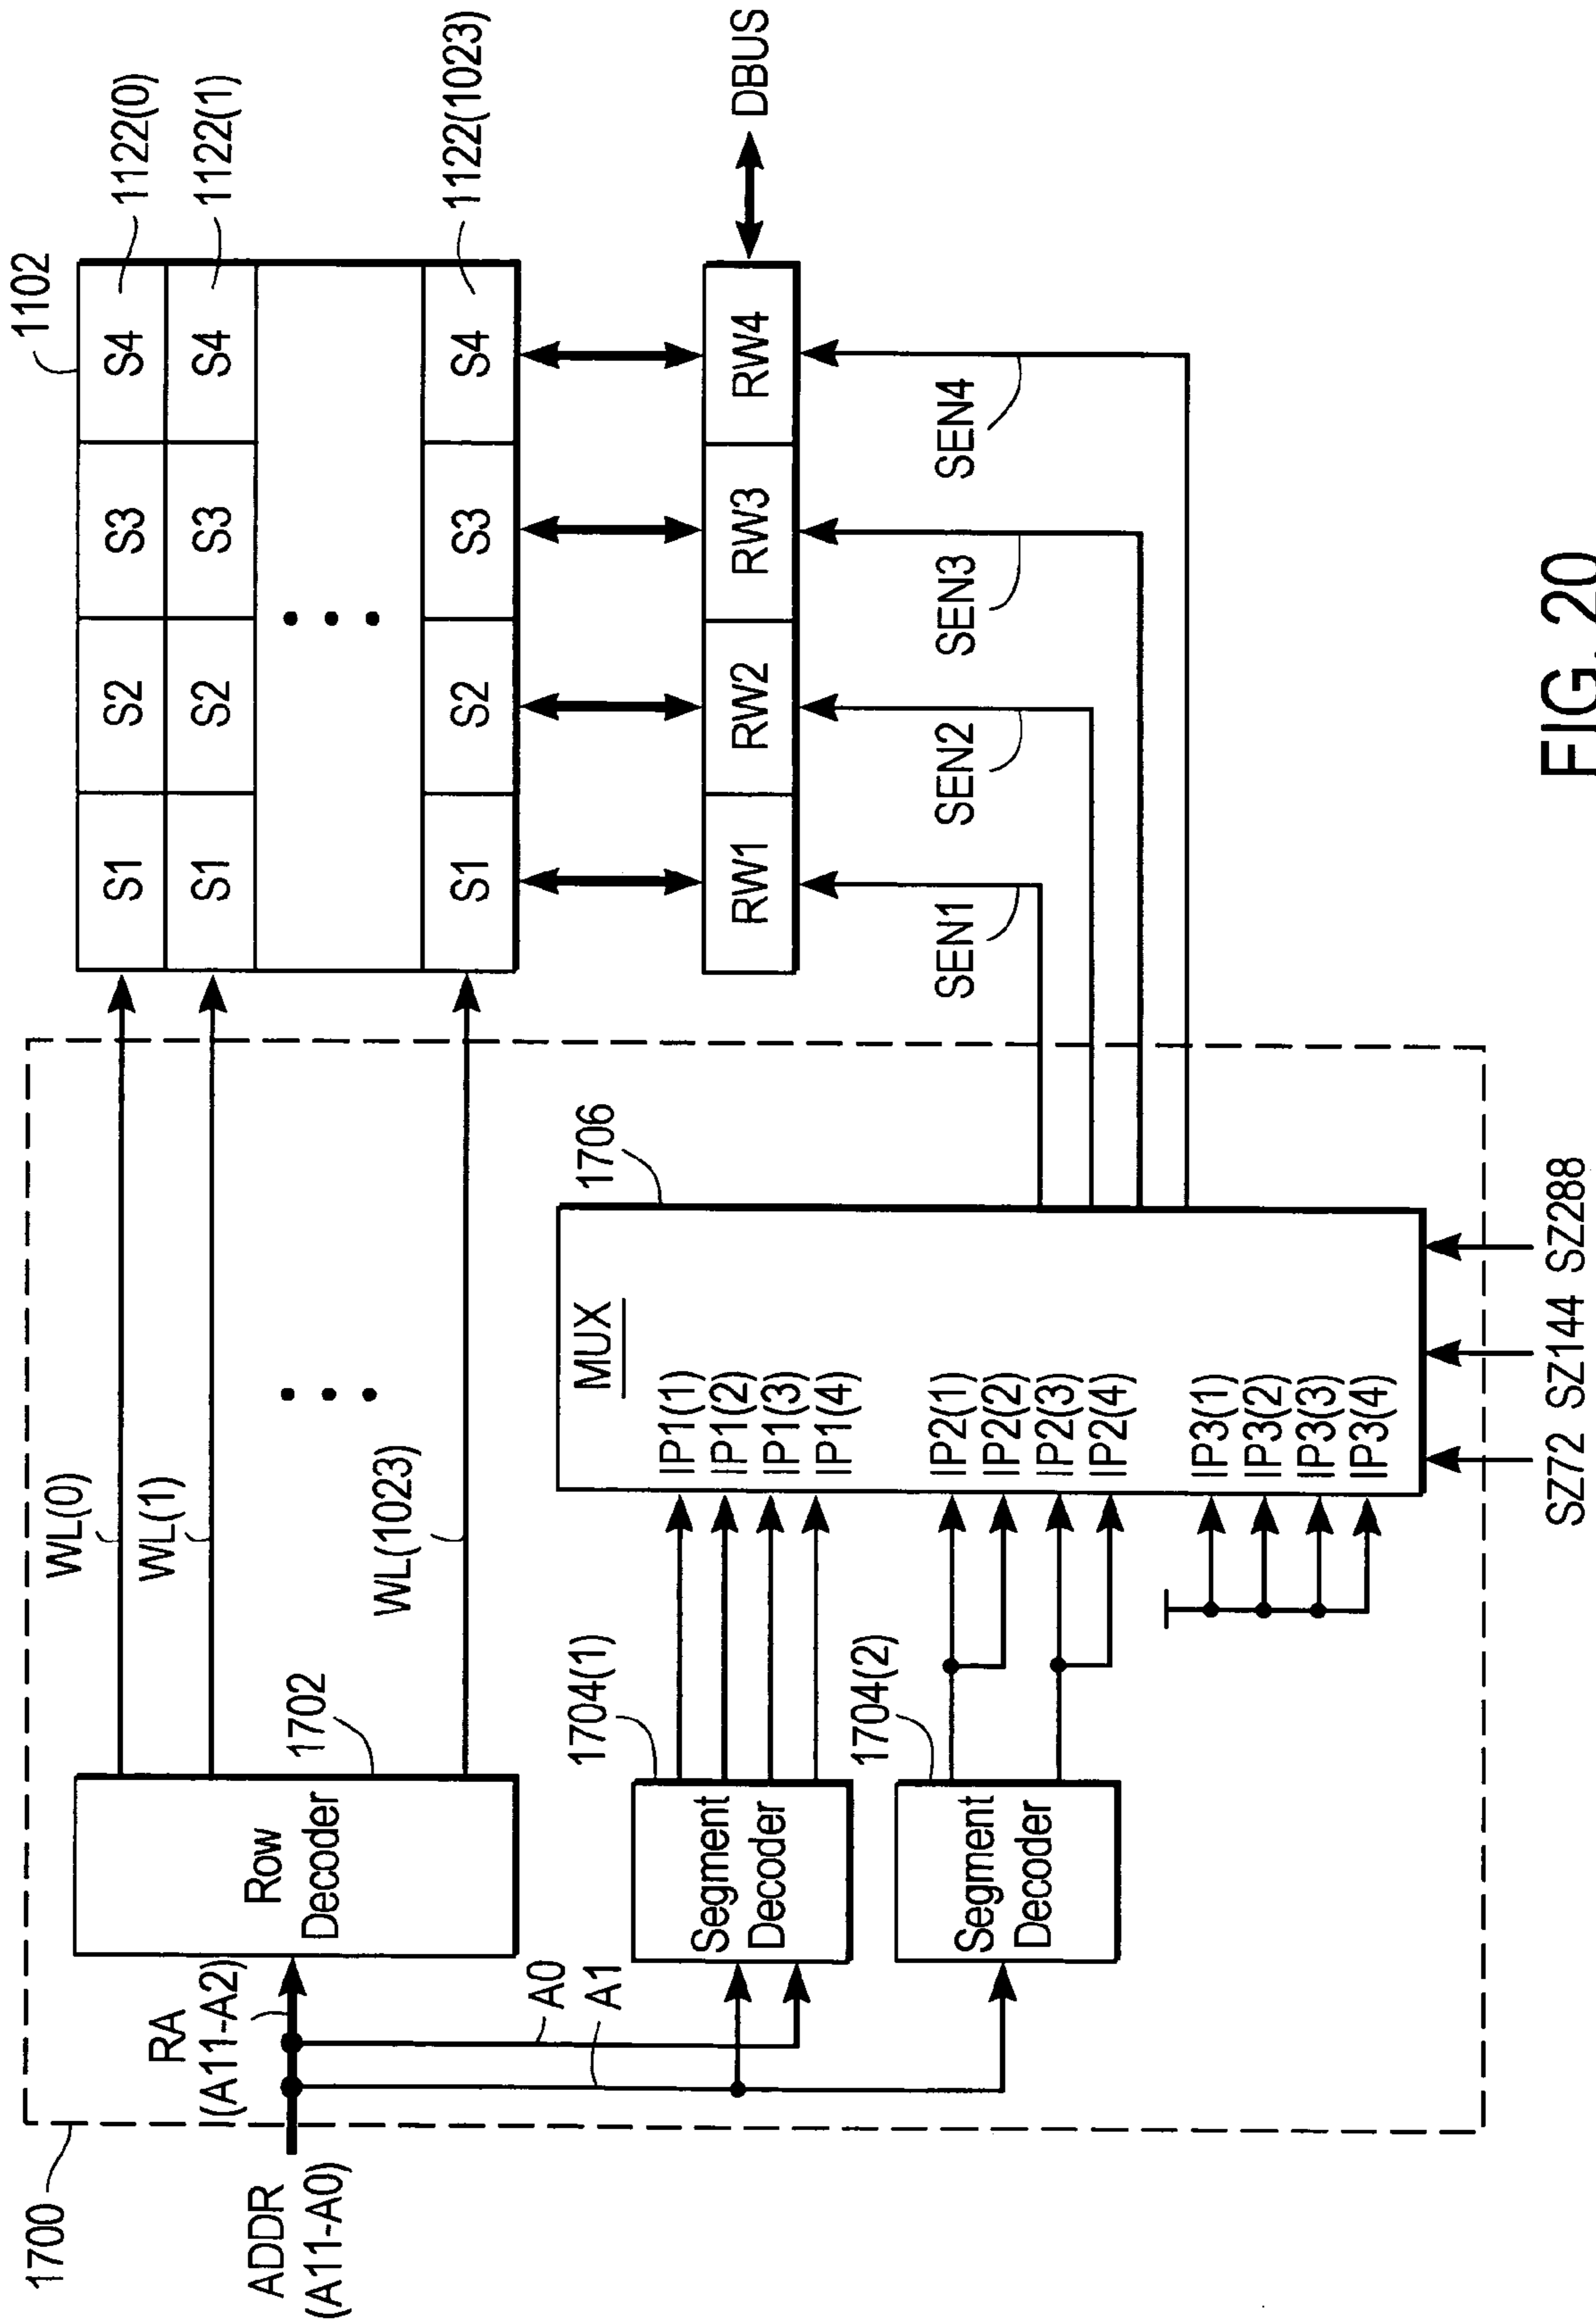 1700
ADDR
(A11-A0)
RA
(A11-A2)
A0
A1
Row
Decoder
1702
WL(0)
WL(1)
WL(1023)
1102
S1 S2 S3 S4
1122(0)
S1 S2 S3 S4
1122(1)
S1 S2 S3 S4
1122(1023)
RW1 RW2 RW3 RW4
DBUS
SEN1
SEN2
SEN3
SEN4
Segment
Decoder
1704(1)
Segment
Decoder
1704(2)
MUX
1706
IP1(1)
IP1(2)
IP1(3)
IP1(4)
IP2(1)
IP2(2)
IP2(3)
IP2(4)
IP3(1)
IP3(2)
IP3(3)
IP3(4)
SZ72 SZ144 SZ288
FIG. 20